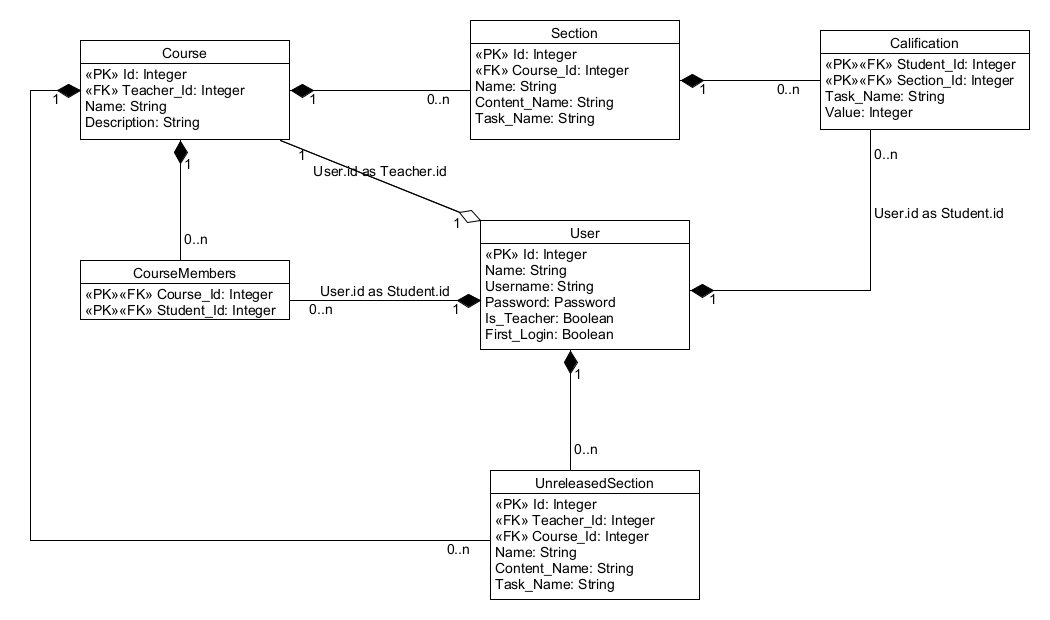 Course
«PK» Id: Integer
«FK» Teacher_Id: Integer
Name: String
Description: String
Section
«PK» Id: Integer
«FK» Course_Id: Integer
Name: String
Content_Name: String
Task_Name: String
Calification
«PK»«FK» Student_Id: Integer
«PK»«FK» Section_Id: Integer
Task_Name: String
Value: Integer
1
1
0..n
1
0..n
1
1
User.id as Teacher.id
1
0..n
User.id as Student.id
0..n
CourseMembers
«PK»«FK» Course_Id: Integer
«PK»«FK» Student_Id: Integer
User.id as Student.id
0..n
1
User
«PK» Id: Integer
Name: String
Username: String
Password: Password
Is_Teacher: Boolean
First_Login: Boolean
1
1
0..n
UnreleasedSection
«PK» Id: Integer
«FK» Teacher_Id: Integer
«FK» Course_Id: Integer
Name: String
Content_Name: String
Task_Name: String
0..n